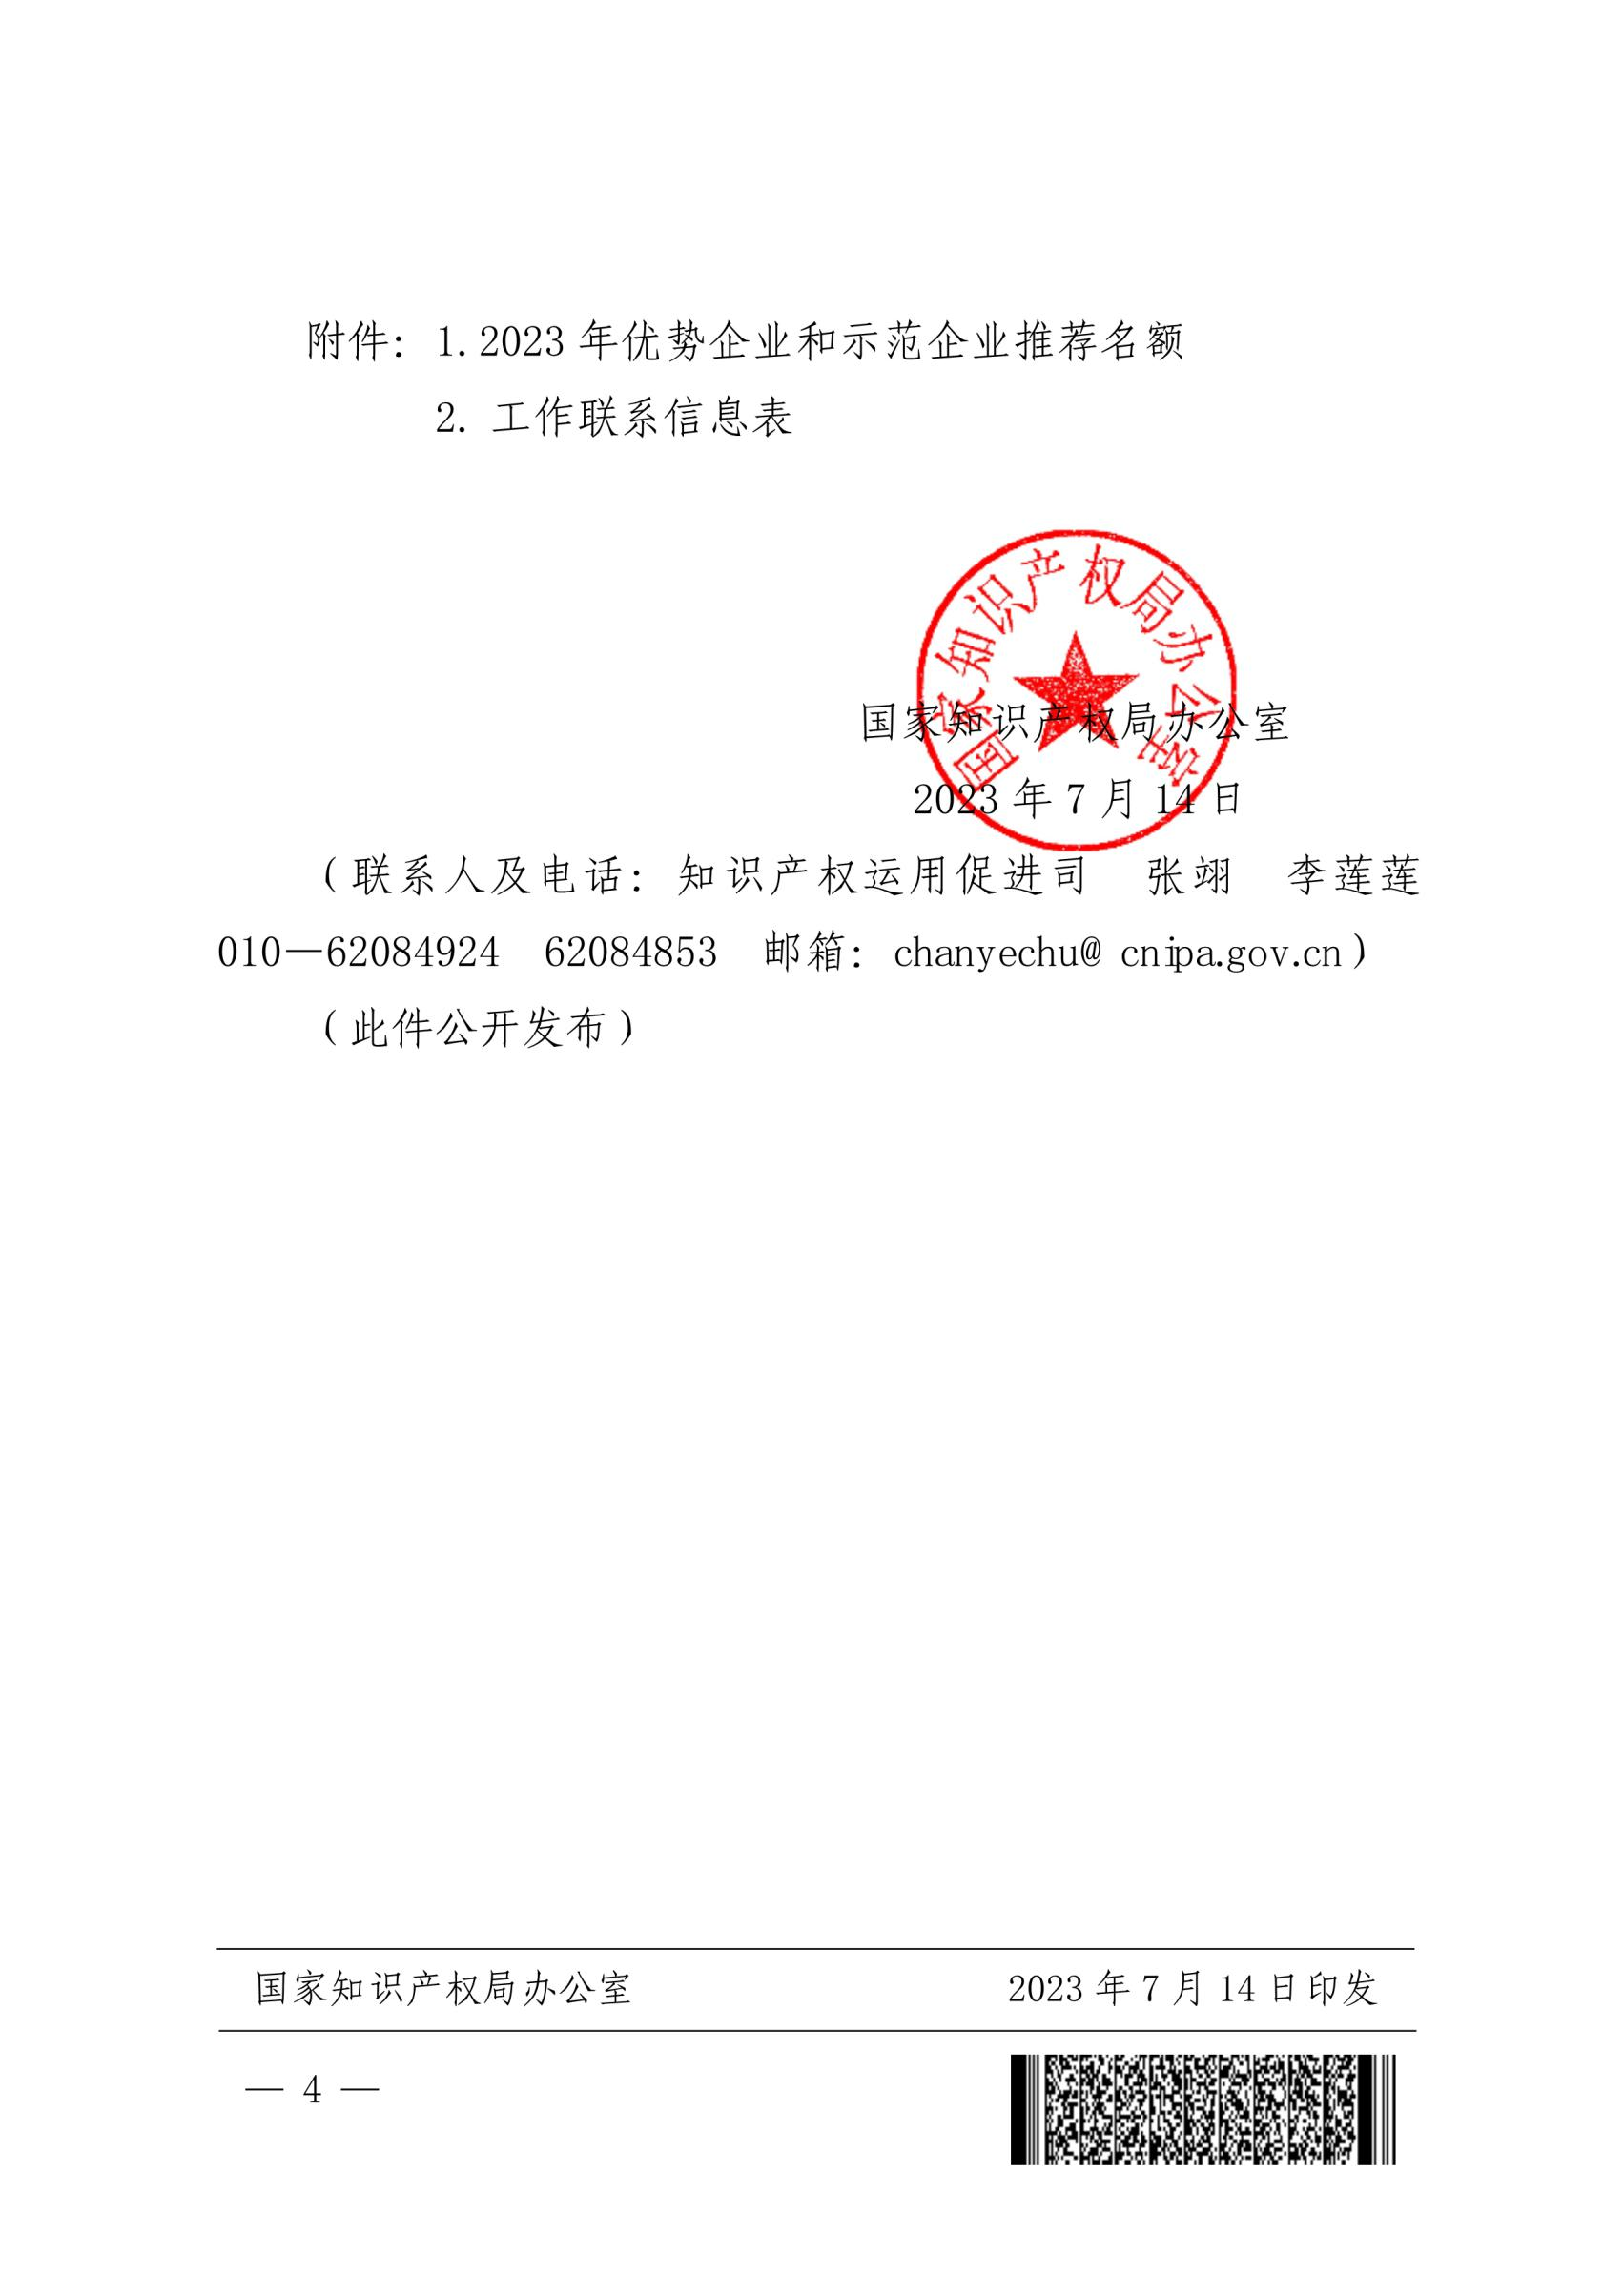 附件：1.2023年优势企业和示范企业推荐名额
2. 工作联系信息表
国家知识产权局办公室
国家知识产权局办公室
2023年7月14日
（联系人及电话：知识产权运用促进司 张翊 李莲莲
010—62084924 62084853 邮箱：chanyechu@ cnipa.gov.cn）
（此件公开发布）
国家知识产权局办公室 2023年7月14日印发
— 4 —